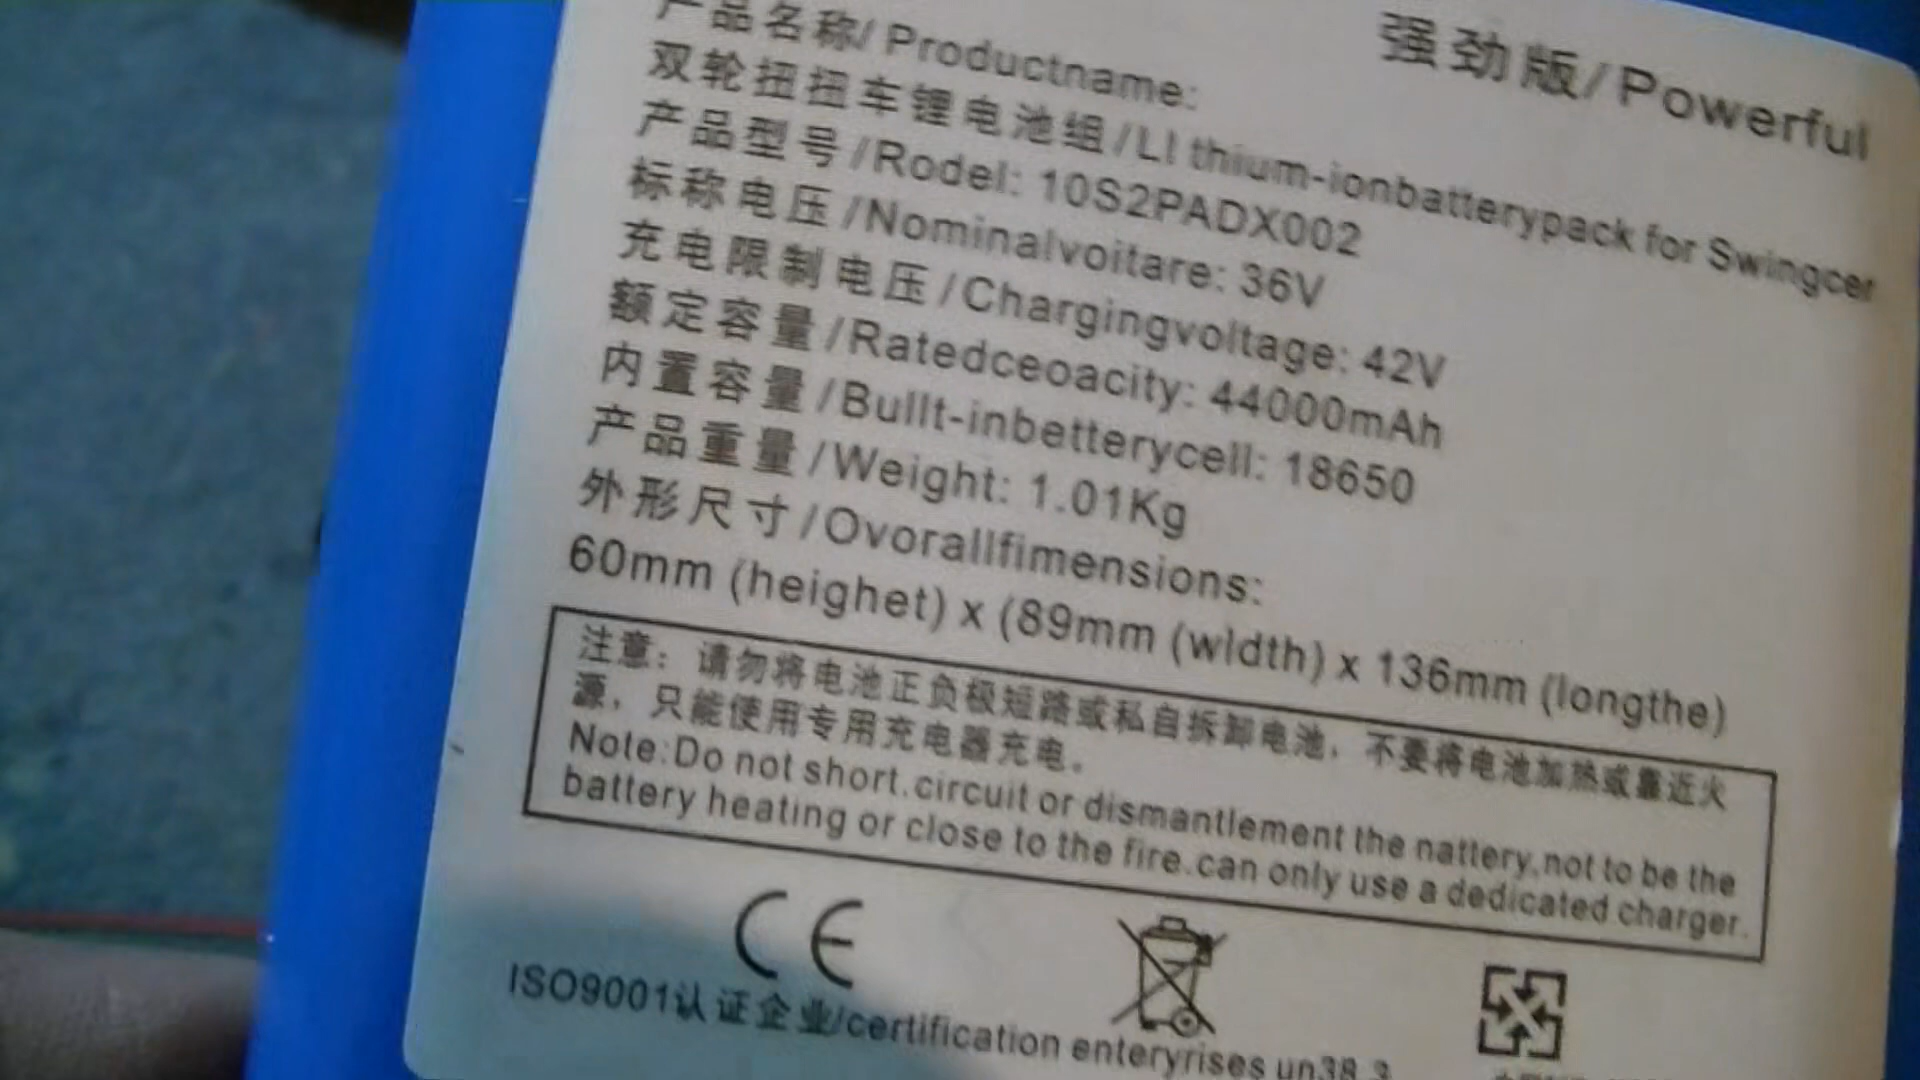 产品名称/Productname:
强劲版/Powerful
双轮扭扭车锂电池组/LI thium-ionbatterypack for Swingcer
产品型号/Rodel: 10S2PADX002
标称电压/Nominalvoitare: 36V
充电限制电压/Chargingvoltage: 42V
额定容量/Ratedceoacity: 44000mAh
内置容量/Bullt-inbetterycell: 18650
产品重量/Weight: 1.01Kg
外形尺寸/Ovorallfimensions:
60mm (heighet) x (89mm (wldth) x 136mm (longthe)
注意：请勿将电池正负极短路或私自拆卸电池，不要将电池加热或靠近火
源，只能使用专用充电器充电。
Note:Do not short.circuit or dismantlement the nattery,not to be the
battery heating or close to the fire.can only use a dedicated charger.
CE
ISO9001认证企业/certification enteryrises un38.3